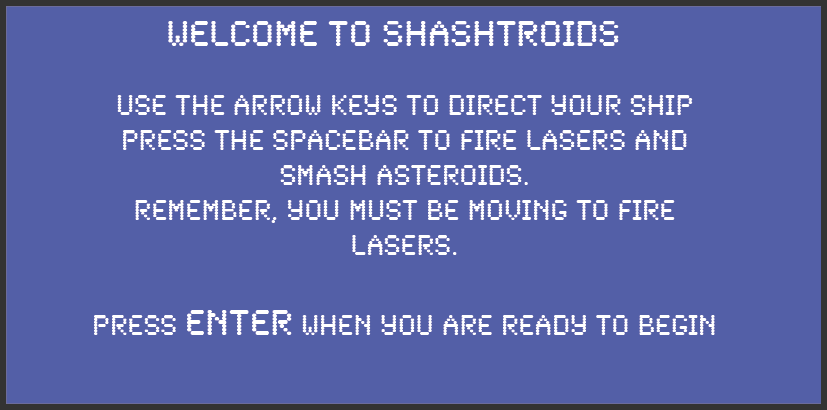 WELCOME TO SHASHTROIDS
USE THE ARROW KEYS TO DIRECT YOUR SHIP
PRESS THE SPACEBAR TO FIRE LASERS AND
SMASH ASTEROIDS.
REMEMBER, YOU MUST BE MOVING TO FIRE
LASERS.
PRESS ENTER WHEN YOU ARE READY TO BEGIN